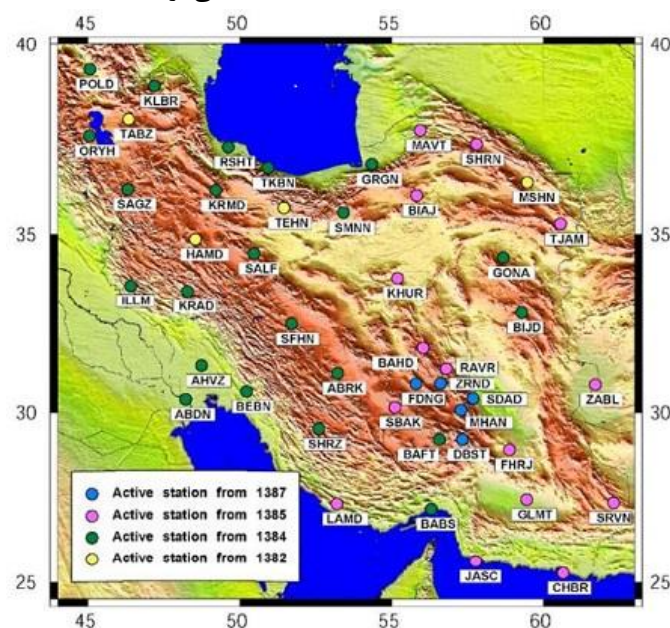 45 50 55 60
40 40
POLD
KLBR
TABZ
MAVT
ORYH
SHRN
RSHT
TKBN
GRGN
MSHN
SAGZ
KRMD
BIAJ
TEHN
SMNN
TJAM
35 35
HAMD
SALF
GONA
KHUR
ILLM
KRAD
BIJD
SFHN
BAHD
RAVR
AHVZ
ABRK
ZRND
FDNG
SDAD
ZABL
BEBN
ABDN
30 30
SBAK
MHAN
SHRZ
BAFT
DBST
FHRJ
Active station from 1387
Active station from 1385
Active station from 1384
Active station from 1382
LAMD
BABS
GLMT
SRVN
JASC
CHBR
25 25
45 50 55 60